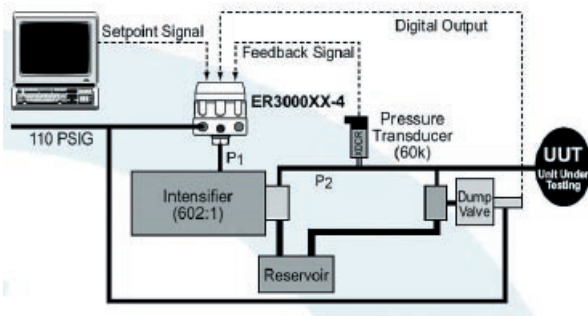 Setpoint Signal
Digital Output
Feedback Signal
ER3000XX-4
110 PSIG
P1
Pressure
Transducer
(60k)
XDCR
UUT
Unit Under
Testing
P2
Intensifier
(602:1)
Dump
Valve
Reservoir